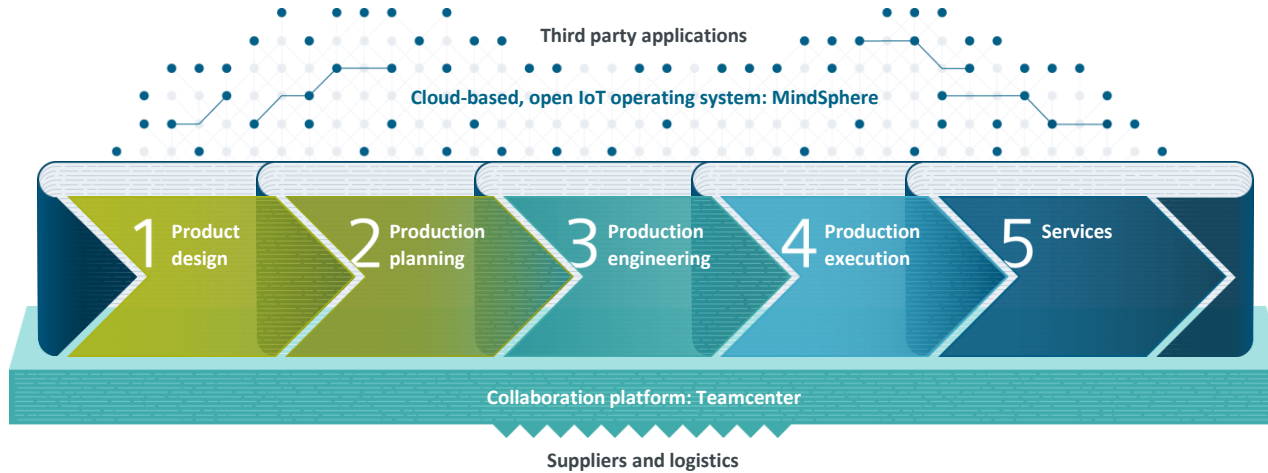 Third party applications
Cloud-based, open IoT operating system: MindSphere
1 Product
design
2 Production
planning
3 Production
engineering
4 Production
execution
5 Services
Collaboration platform: Teamcenter
Suppliers and logistics